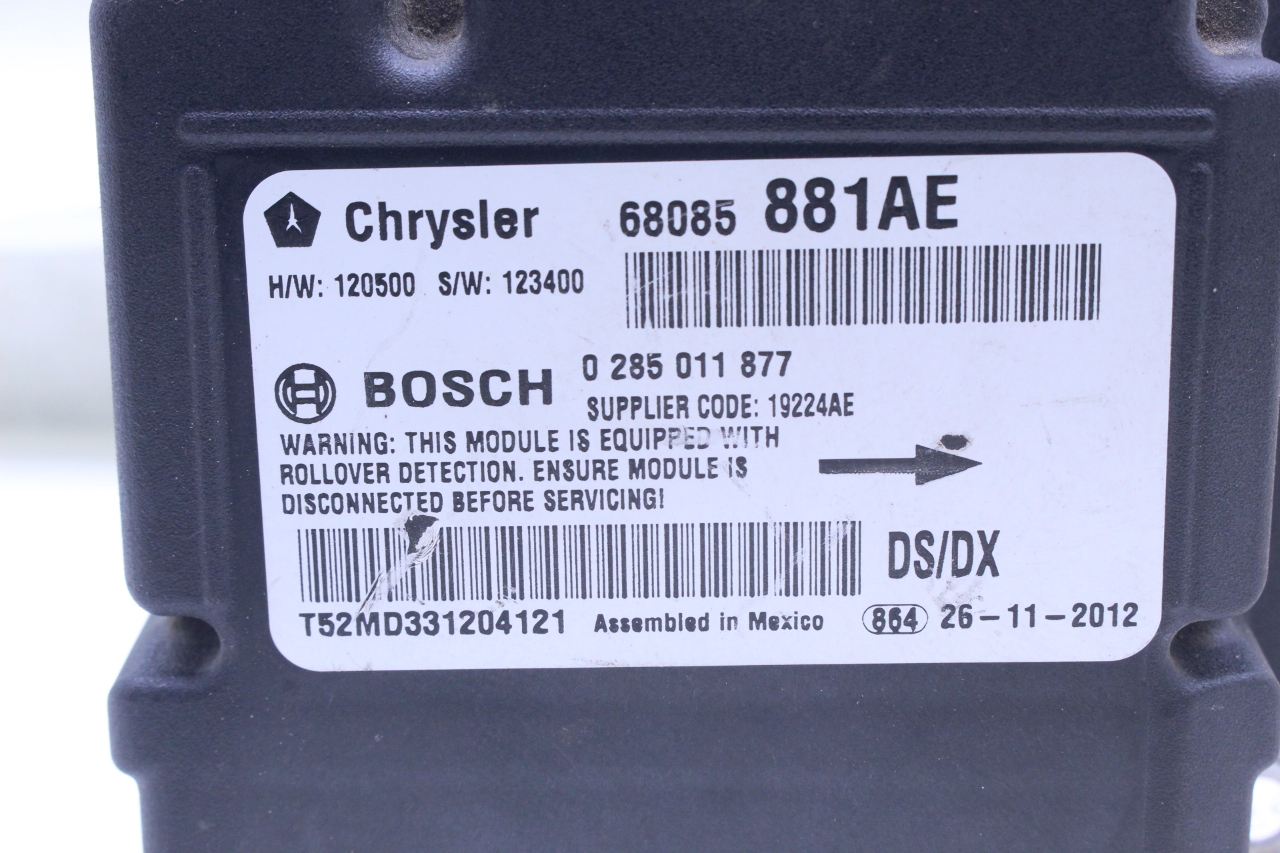 Chrysler 68085 881AE
H/W: 120500 S/W: 123400
BOSCH 0 285 011 877
SUPPLIER CODE: 19224AE
WARNING: THIS MODULE IS EQUIPPED WITH
ROLLOVER DETECTION. ENSURE MODULE IS
DISCONNECTED BEFORE SERVICING!
DS/DX
T52MD331204121 Assembled in Mexico 864 26-11-2012